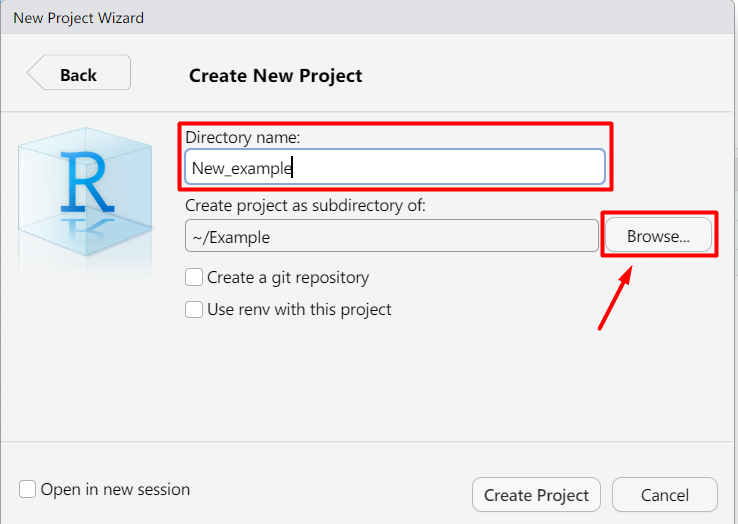 New Project Wizard
Back
Create New Project
R
Directory name:
New_example
Create project as subdirectory of:
~/Example
Browse...
Create a git repository
Use renv with this project
Open in new session
Create Project
Cancel